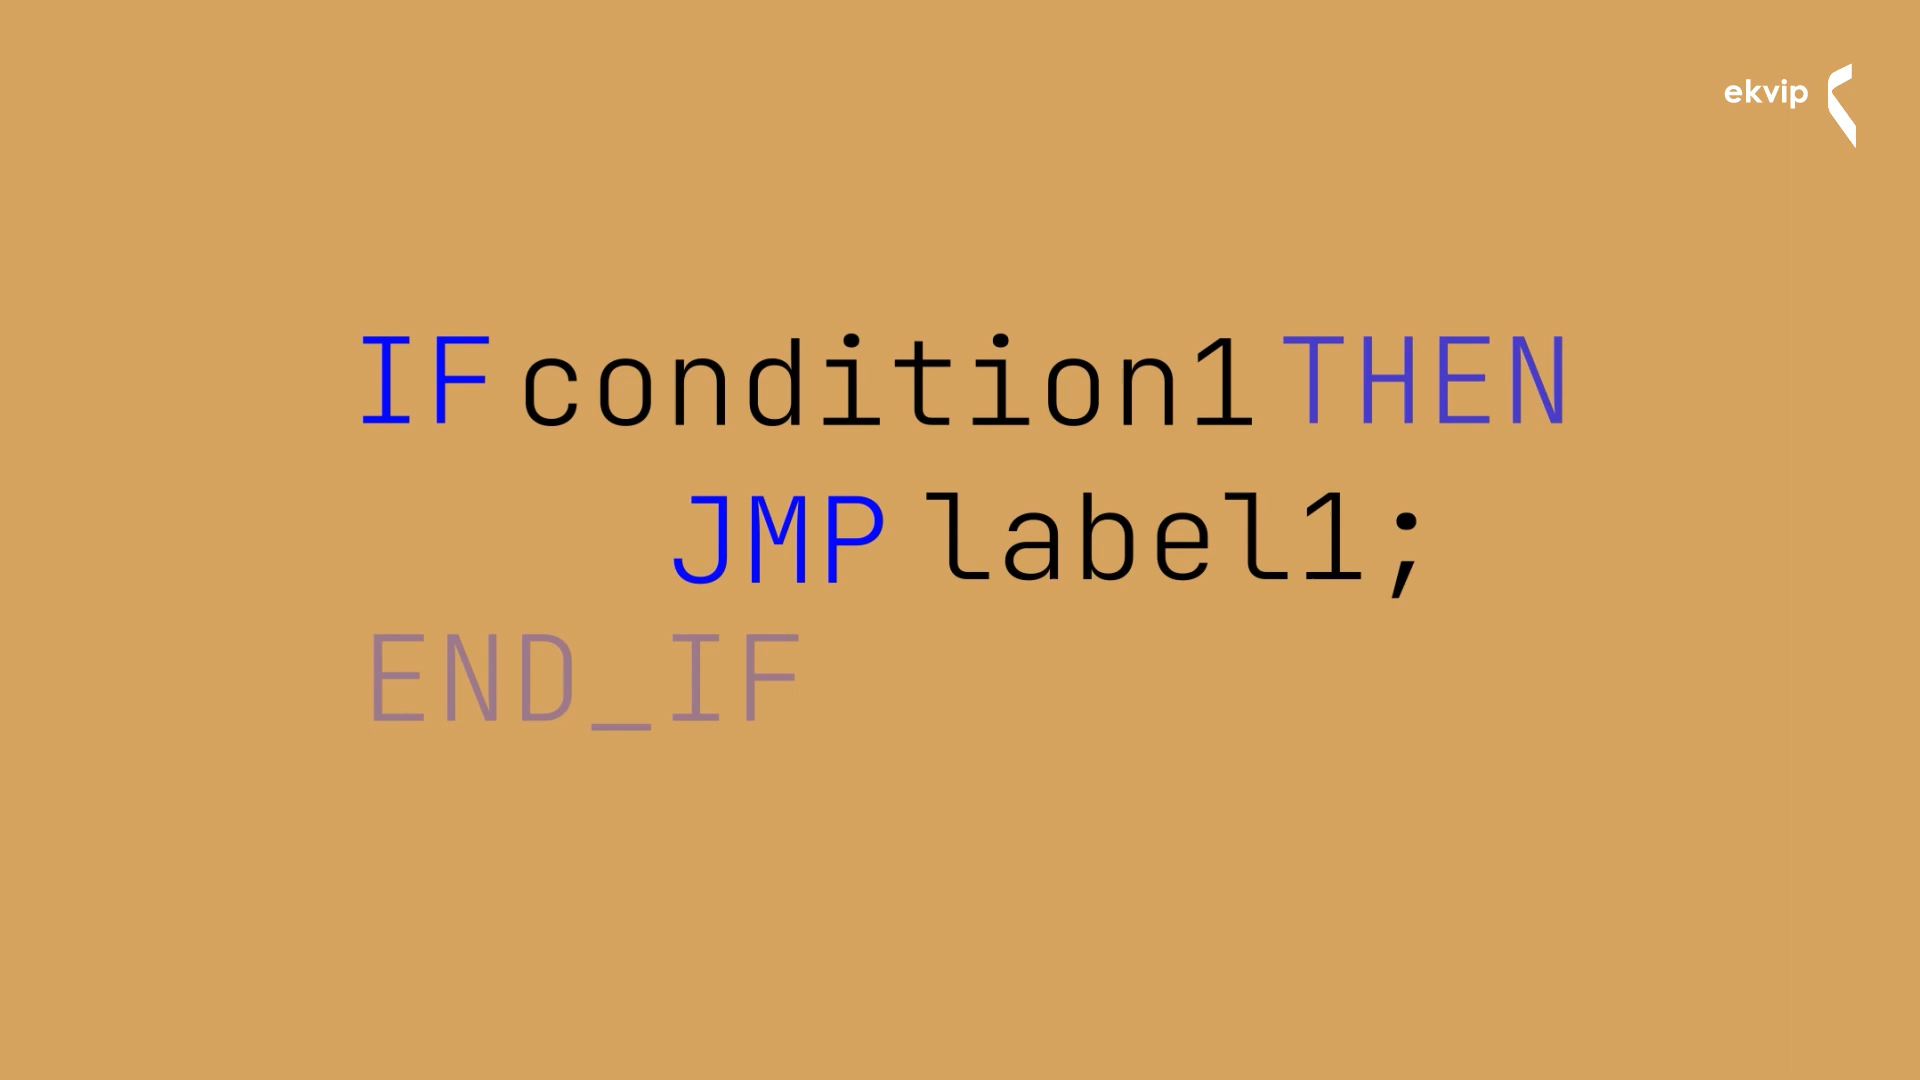 ekvip
IF condition1 THEN
JMP label1;
END_IF